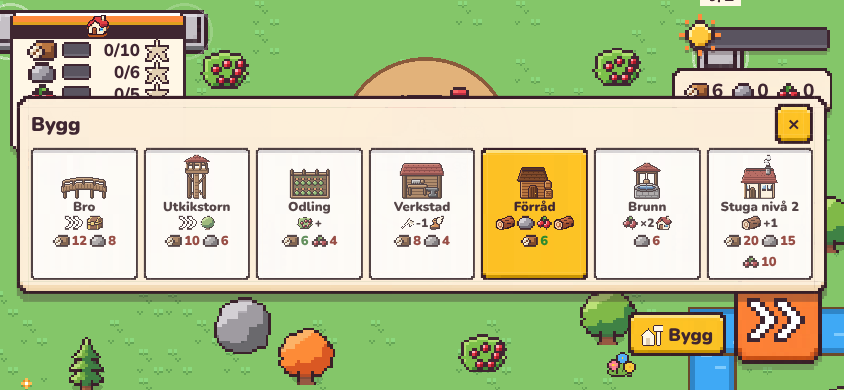 0/10
0/6
0/5
6 0 0
Bygg
×
Bro
12 8
Utkikstorn
10 6
Odling
+
6 4
Verkstad
-1
8 4
Förråd
6
Brunn
×2
6
Stuga nivå 2
+1
20 15
10
Bygg